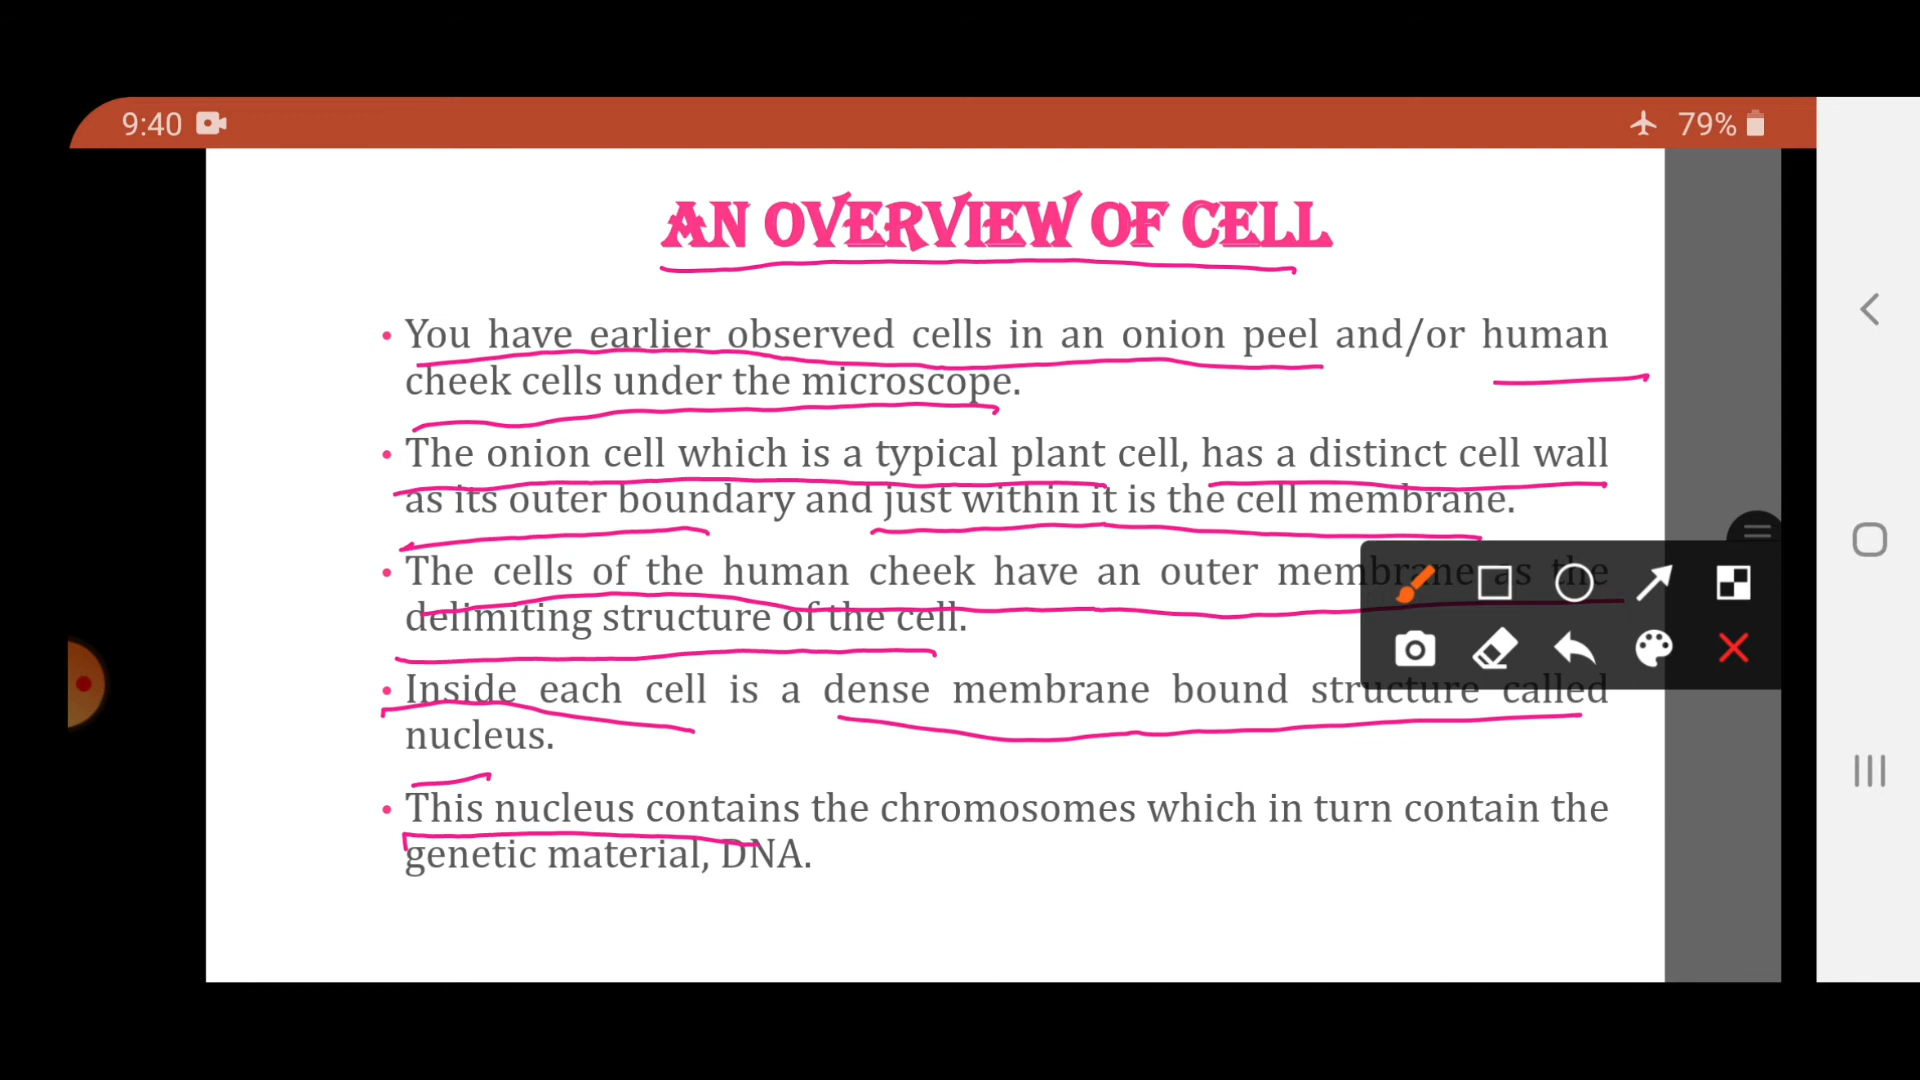 9:40
79%
AN OVERVIEW OF CELL
• You have earlier observed cells in an onion peel and/or human
cheek cells under the microscope.
• The onion cell which is a typical plant cell, has a distinct cell wall
as its outer boundary and just within it is the cell membrane.
• The cells of the human cheek have an outer membrane as the
delimiting structure of the cell.
• Inside each cell is a dense membrane bound structure called
nucleus.
• This nucleus contains the chromosomes which in turn contain the
genetic material, DNA.